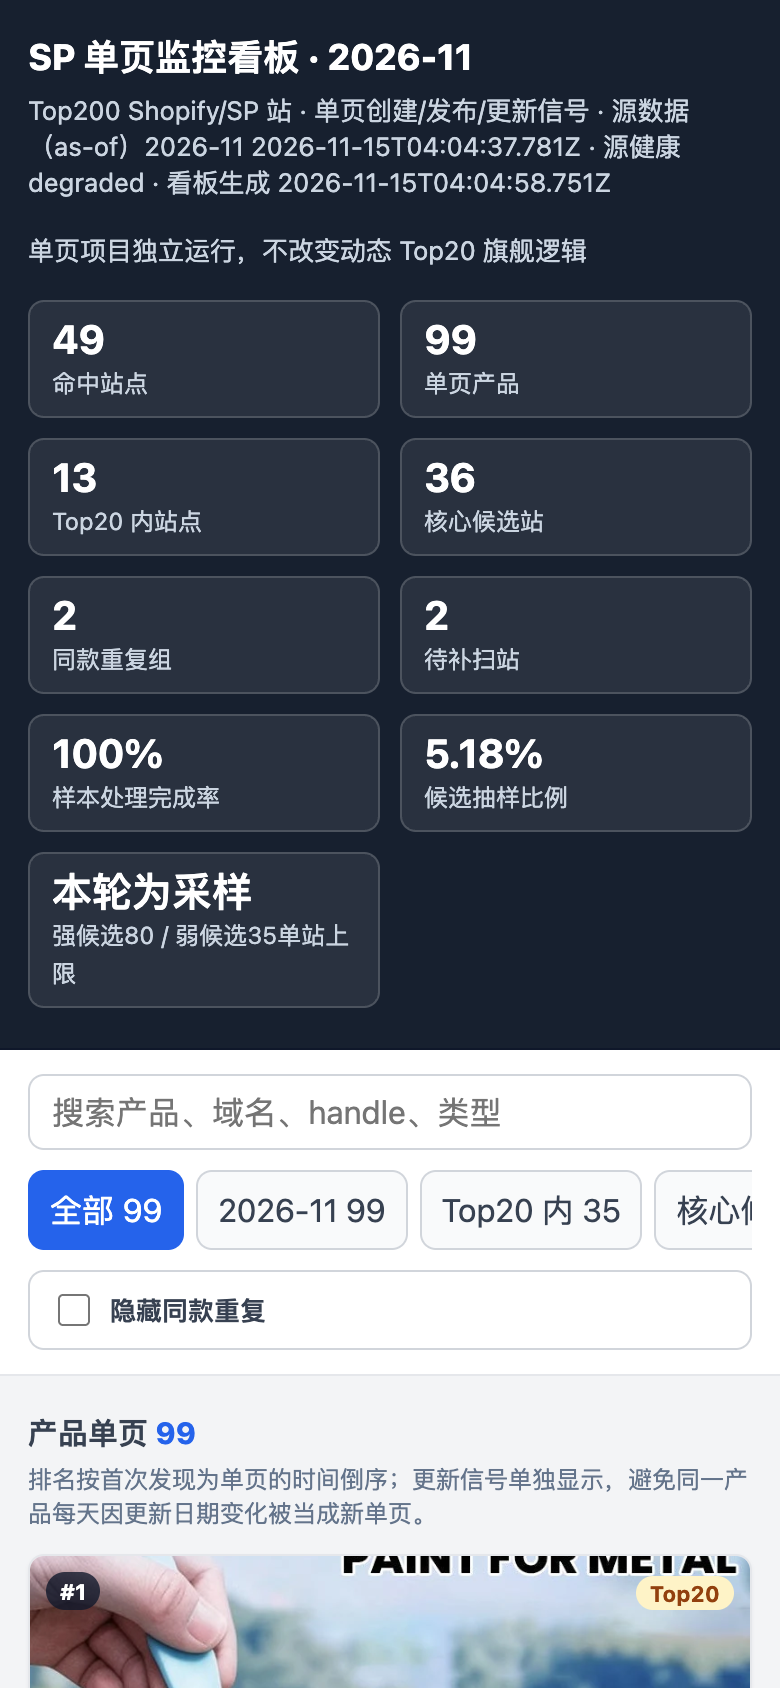 SP 单页监控看板 · 2026-11
Top200 Shopify/SP 站 · 单页创建/发布/更新信号 · 源数据
（as-of）2026-11 2026-11-15T04:04:37.781Z · 源健康
degraded · 看板生成 2026-11-15T04:04:58.751Z
单页项目独立运行，不改变动态 Top20 旗舰逻辑
49
命中站点
99
单页产品
13
Top20 内站点
36
核心候选站
2
同款重复组
2
待补扫站
100%
样本处理完成率
5.18%
候选抽样比例
本轮为采样
强候选80 / 弱候选35单站上
限
搜索产品、域名、handle、类型
全部 99
2026-11 99
Top20 内 35
核心
隐藏同款重复
产品单页 99
排名按首次发现为单页的时间倒序；更新信号单独显示，避免同一产
品每天因更新日期变化被当成新单页。
PAINT FOR METAL
#1
Top20